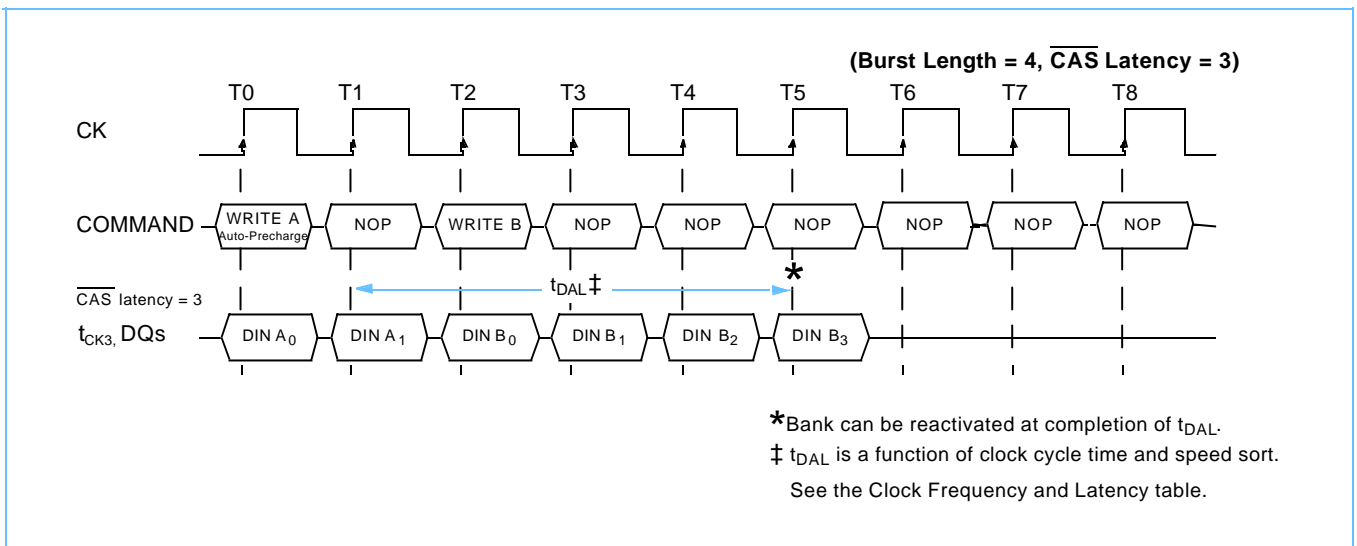 (Burst Length = 4, CAS Latency = 3)
T0 T1 T2 T3 T4 T5 T6 T7 T8
CK
COMMAND WRITE A Auto-Precharge NOP WRITE B NOP NOP NOP NOP NOP NOP
tDAL‡ *
CAS latency = 3
tCK3, DQs DIN A0 DIN A1 DIN B0 DIN B1 DIN B2 DIN B3
*Bank can be reactivated at completion of tDAL.
‡ tDAL is a function of clock cycle time and speed sort.
See the Clock Frequency and Latency table.